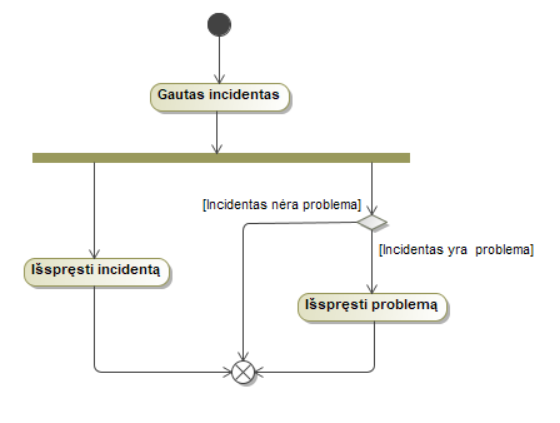 Gautas incidentas
[Incidentas nėra problema]
[Incidentas yra  problema]
Išspręsti incidentą
Išspręsti problemą